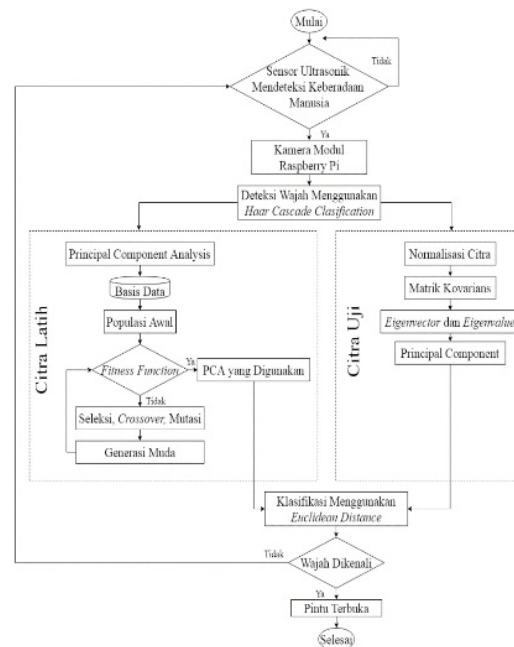 Mulai
Tidak
Sensor Ultrasonik
Mendeteksi Keberadaan
Manusia
Ya
Kamera Modul
Raspberry Pi
Deteksi Wajah Menggunakan
Haar Cascade Clasification
Citra Latih
Principal Component Analysis
Basis Data
Populasi Awal
Fitness Function
Ya
PCA yang Digunakan
Tidak
Seleksi, Crossover, Mutasi
Generasi Muda
Citra Uji
Normalisasi Citra
Matrik Kovarians
Eigenvector dan Eigenvalue
Principal Component
Klasifikasi Menggunakan
Euclidean Distance
Tidak
Wajah Dikenali
Ya
Pintu Terbuka
Selesai